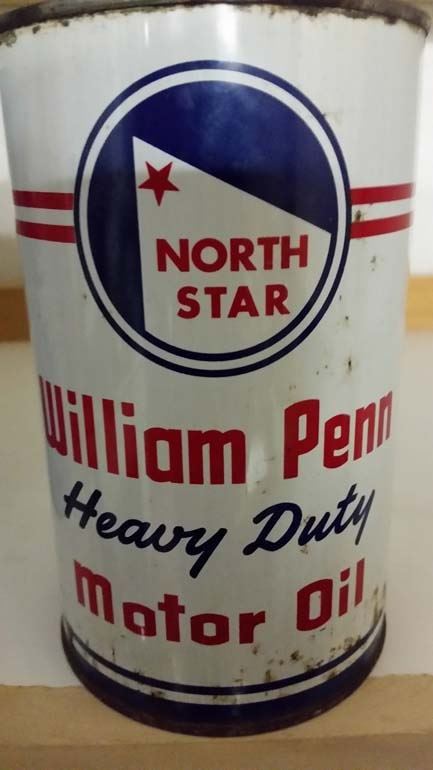 NORTH
STAR
William Penn
Heavy Duty
Motor Oil